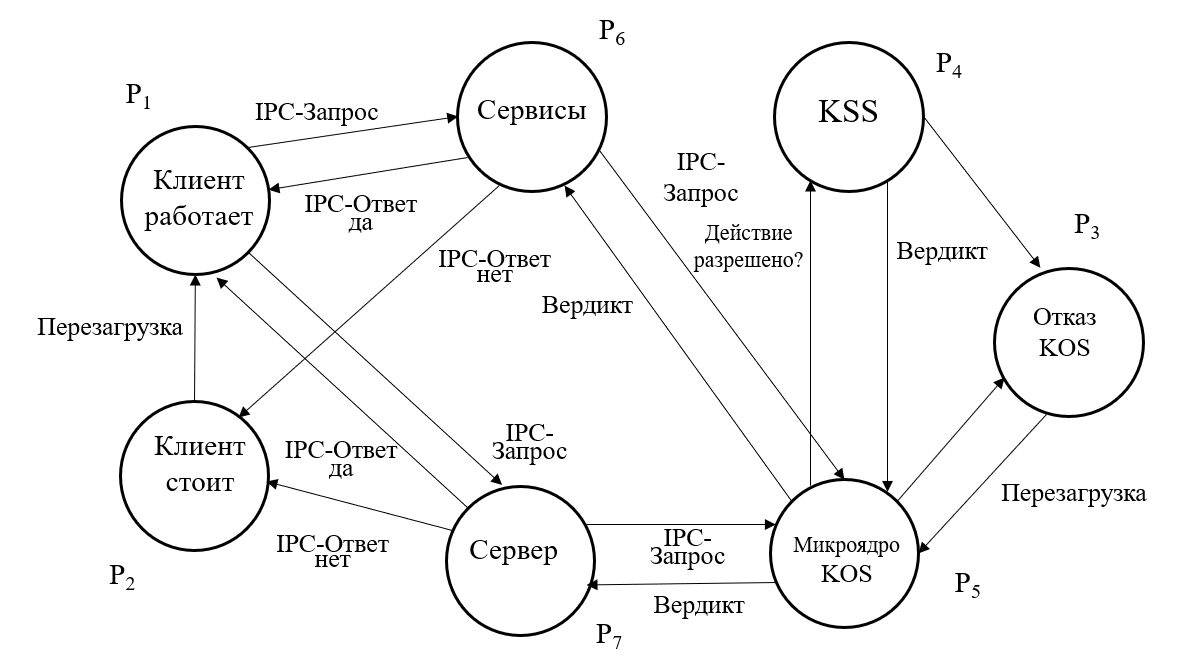 P6
P4
P1
Сервисы
KSS
IPC-Запрос
IPC-
Запрос
Клиент
работает
IPC-Ответ
да
P3
Действие
разрешено?
Вердикт
IPC-Ответ
нет
Вердикт
Перезагрузка
Отказ
KOS
IPC-
Запрос
Клиент
стоит
IPC-Ответ
да
Перезагрузка
IPC-Ответ
нет
Сервер
IPC-
Запрос
Микроядро
KOS
P2
P5
Вердикт
P7